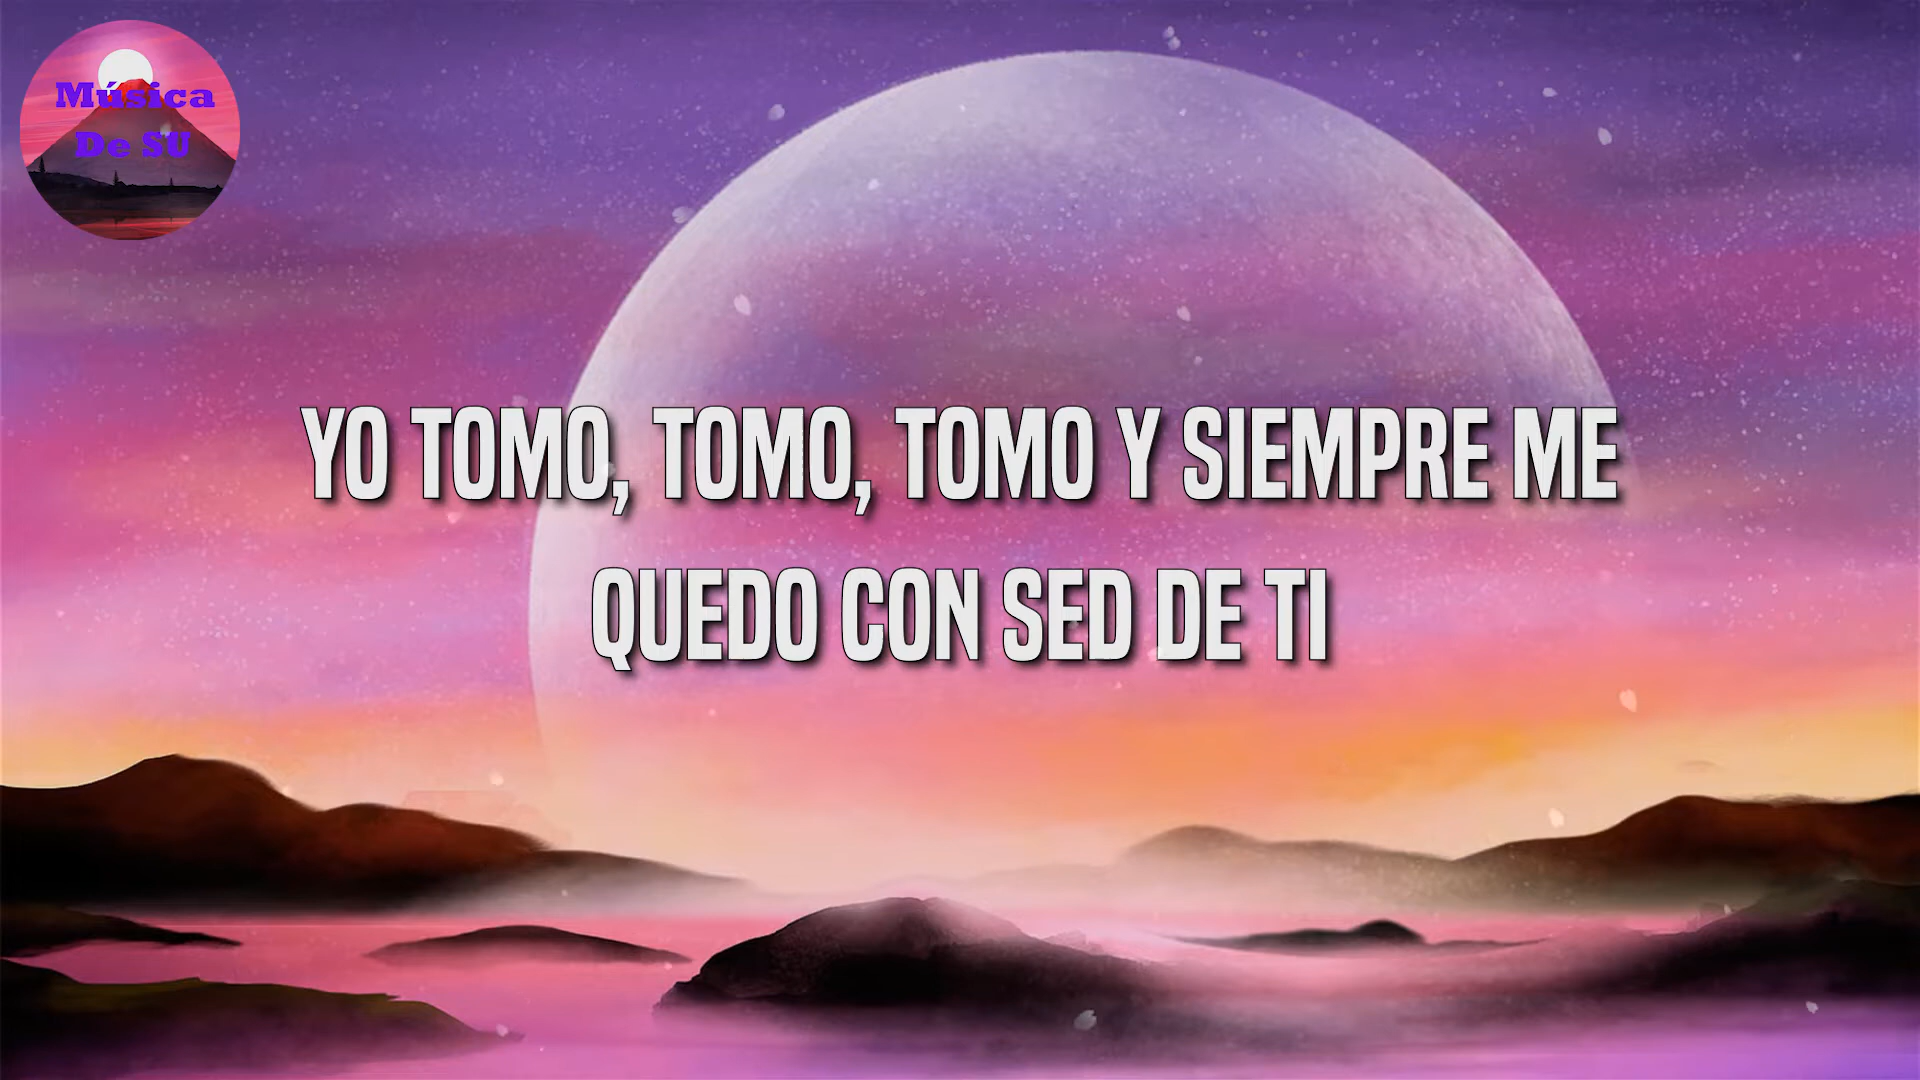 Música
De SU
YO TOMO, TOMO, TOMO Y SIEMPRE ME
QUEDO CON SED DE TI